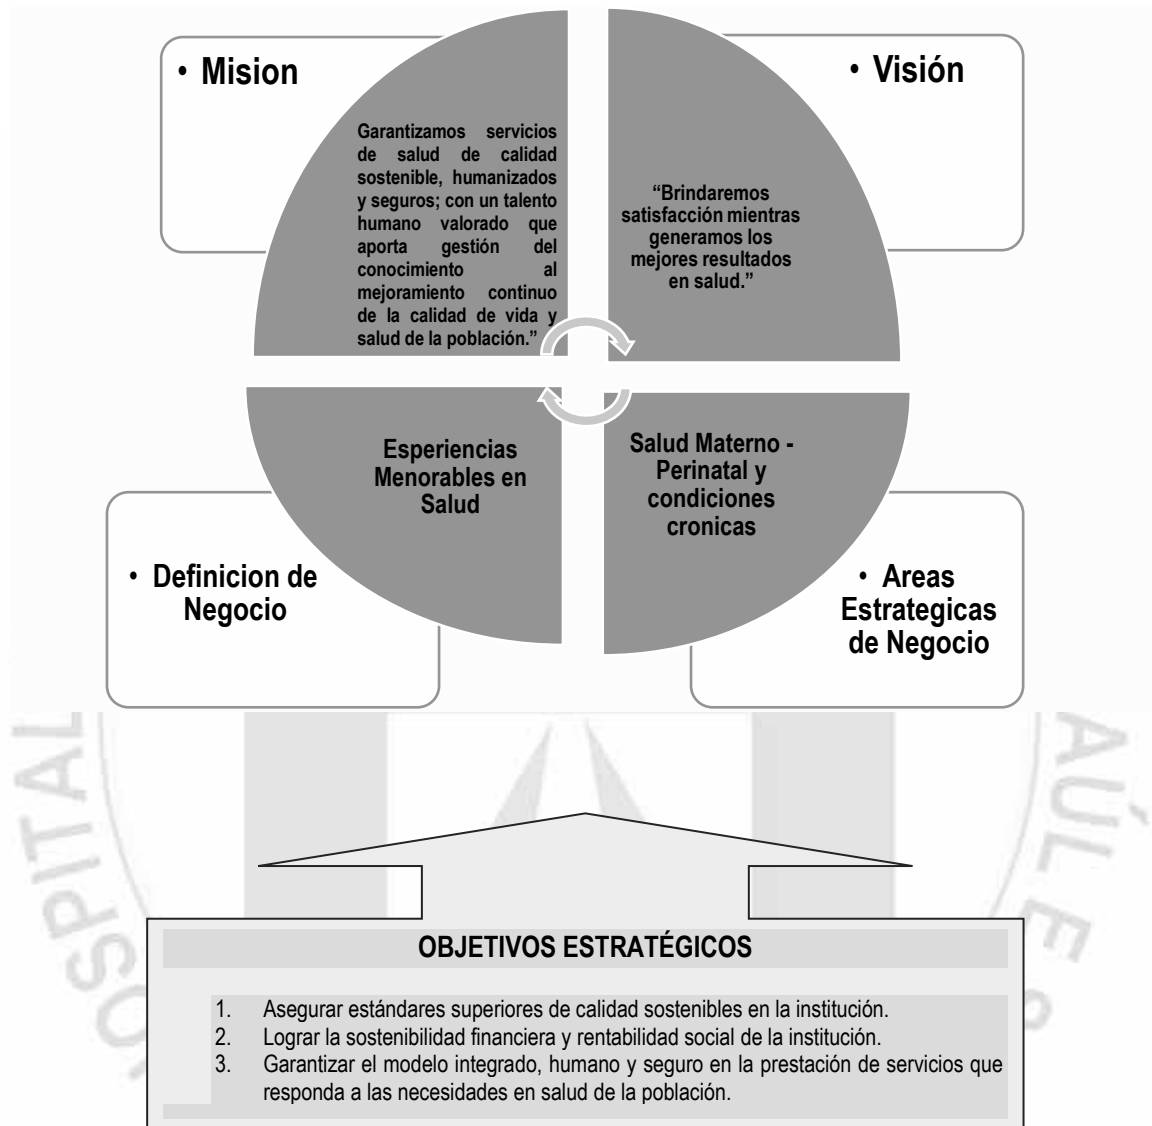 • Mision
Garantizamos servicios
de salud de calidad
sostenible, humanizados
y seguros; con un talento
humano valorado que
aporta gestión del
conocimiento al
mejoramiento continuo
de la calidad de vida y
salud de la población.”
• Visión
“Brindaremos
satisfacción mientras
generamos los
mejores resultados
en salud.”
Esperiencias
Menorables en
Salud
• Definicion de
Negocio
Salud Materno -
Perinatal y
condiciones
cronicas
• Areas
Estrategicas
de Negocio
OBJETIVOS ESTRATÉGICOS
1. Asegurar estándares superiores de calidad sostenibles en la institución.
2. Lograr la sostenibilidad financiera y rentabilidad social de la institución.
3. Garantizar el modelo integrado, humano y seguro en la prestación de servicios que
responda a las necesidades en salud de la población.